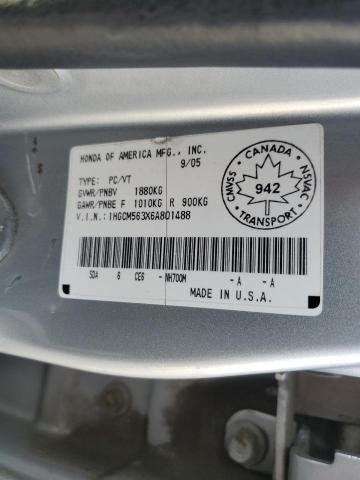 HONDA OF AMERICA MFG., INC.
9/05
TYPE: PC/VT
GVWR/PNBV 1880KG
GAWR/PNBE F 1010KG R 900KG
V.I.N.: 1HGCM563X6A801488
SDA 6 CE6 -NH700M -A -A
MADE IN U.S.A.
CANADA
CMVSS
NSVAC
942
TRANSPORT